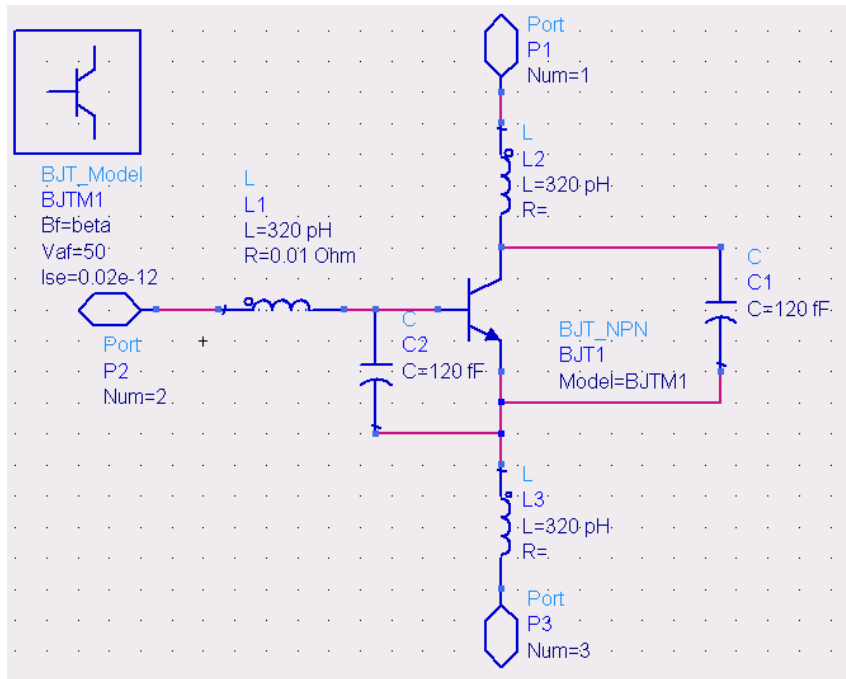 Port
P1
Num=1
L
L2
L=320 pH
R=
BJT_Model
BJTM1
Bf=beta
Vaf=50
Ise=0.02e-12
L
L1
L=320 pH
R=0.01 Ohm
C
C1
C=120 fF
Port
P2
Num=2
C
C2
C=120 fF
BJT_NPN
BJT1
Model=BJTM1
L
L3
L=320 pH
R=
Port
P3
Num=3